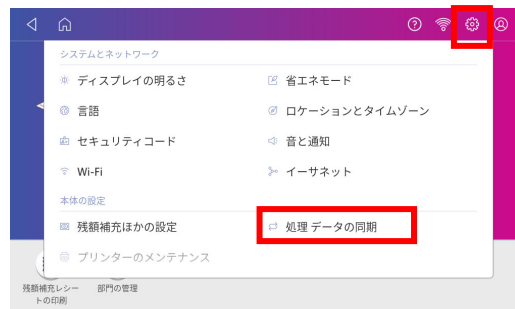 システムとネットワーク
ディスプレイの明るさ
省エネモード
言語
ロケーションとタイムゾーン
セキュリティコード
音と通知
Wi-Fi
イーサネット
本体の設定
残額補充ほかの設定
処理 データの同期
プリンターのメンテナンス
残額補充レシー
トの印刷
部門の管理